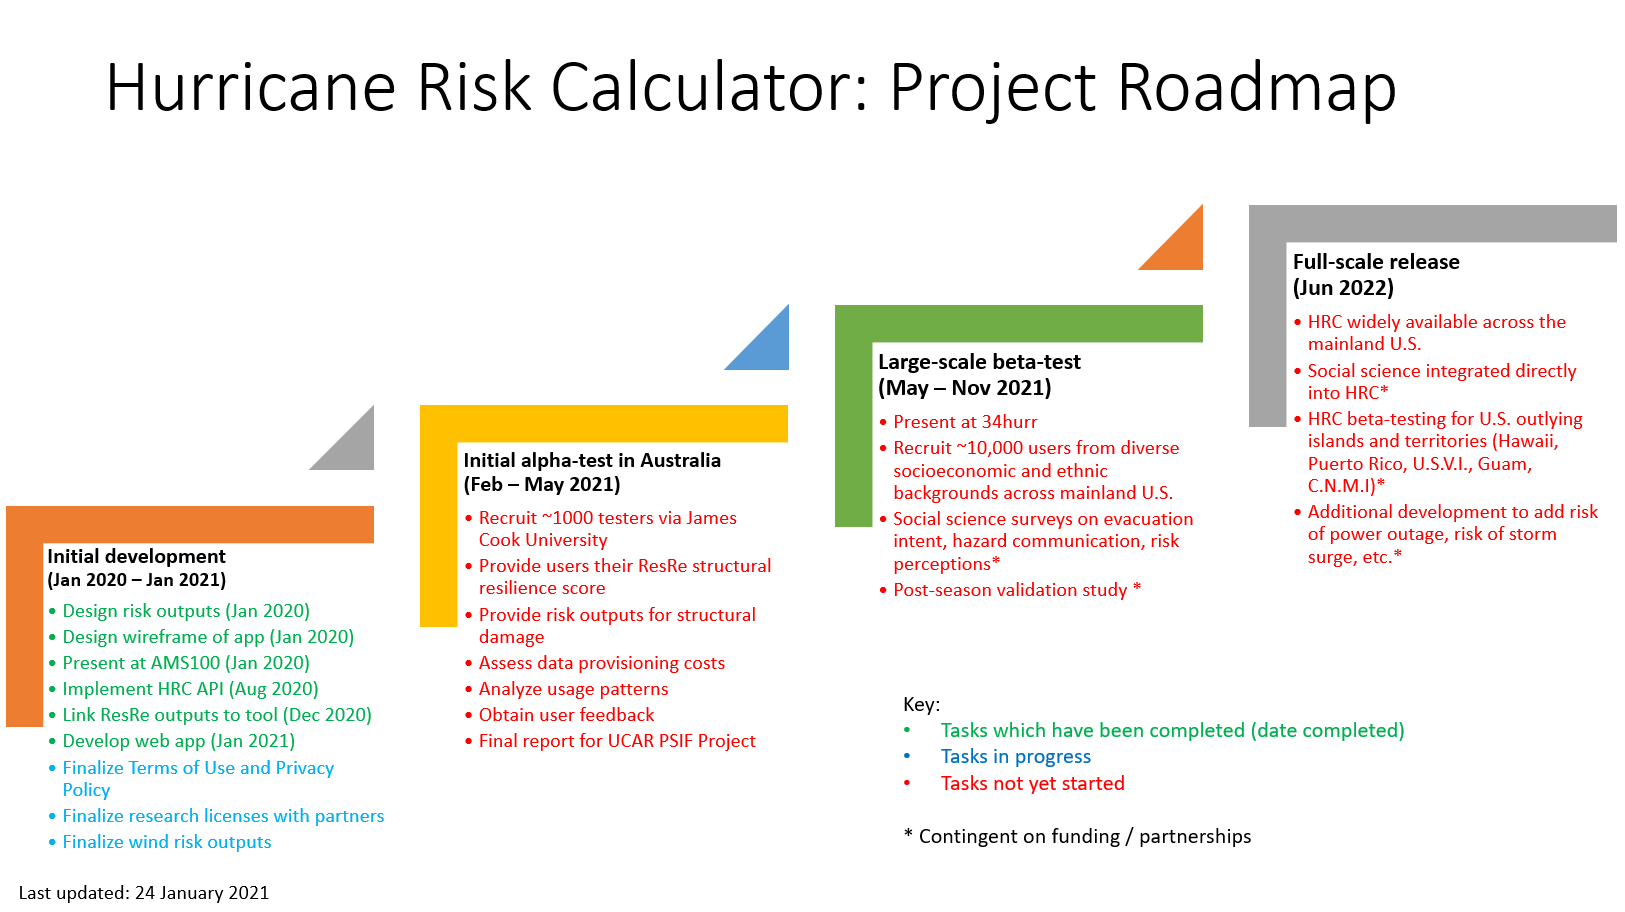 Hurricane Risk Calculator: Project Roadmap
Initial development
(Jan 2020 – Jan 2021)
• Design risk outputs (Jan 2020)
• Design wireframe of app (Jan 2020)
• Present at AMS100 (Jan 2020)
• Implement HRC API (Aug 2020)
• Link ResRe outputs to tool (Dec 2020)
• Develop web app (Jan 2021)
• Finalize Terms of Use and Privacy
Policy
• Finalize research licenses with partners
• Finalize wind risk outputs
Initial alpha-test in Australia
(Feb – May 2021)
• Recruit ~1000 testers via James
Cook University
• Provide users their ResRe structural
resilience score
• Provide risk outputs for structural
damage
• Assess data provisioning costs
• Analyze usage patterns
• Obtain user feedback
• Final report for UCAR PSIF Project
Large-scale beta-test
(May – Nov 2021)
• Present at 34hurr
• Recruit ~10,000 users from diverse
socioeconomic and ethnic
backgrounds across mainland U.S.
• Social science surveys on evacuation
intent, hazard communication, risk
perceptions*
• Post-season validation study *
Full-scale release
(Jun 2022)
• HRC widely available across the
mainland U.S.
• Social science integrated directly
into HRC*
• HRC beta-testing for U.S. outlying
islands and territories (Hawaii,
Puerto Rico, U.S.V.I., Guam,
C.N.M.I)*
• Additional development to add risk
of power outage, risk of storm
surge, etc.*
Key:
• Tasks which have been completed (date completed)
• Tasks in progress
• Tasks not yet started
* Contingent on funding / partnerships
Last updated: 24 January 2021